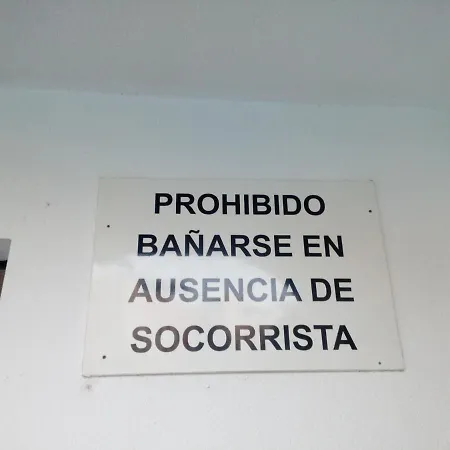 PROHIBIDO
BAÑARSE EN
AUSENCIA DE
SOCORRISTA